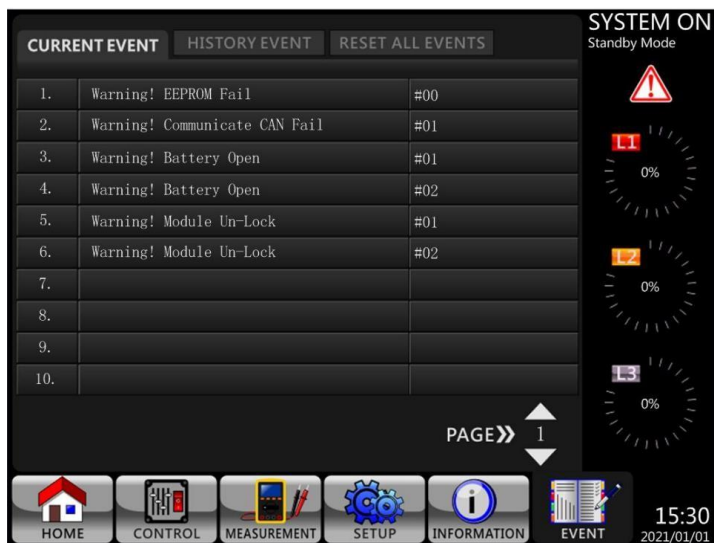 SYSTEM ON
Standby Mode
CURRENT EVENT HISTORY EVENT RESET ALL EVENTS
1. Warning! EEPROM Fail #00
2. Warning! Communicate CAN Fail #01
3. Warning! Battery Open #01
4. Warning! Battery Open #02
5. Warning! Module Un-Lock #01
6. Warning! Module Un-Lock #02
7.
8.
9.
10.
L1
0%
L2
0%
L3
0%
PAGE» 1
HOME CONTROL MEASUREMENT SETUP INFORMATION EVENT
15:30
2021/01/01